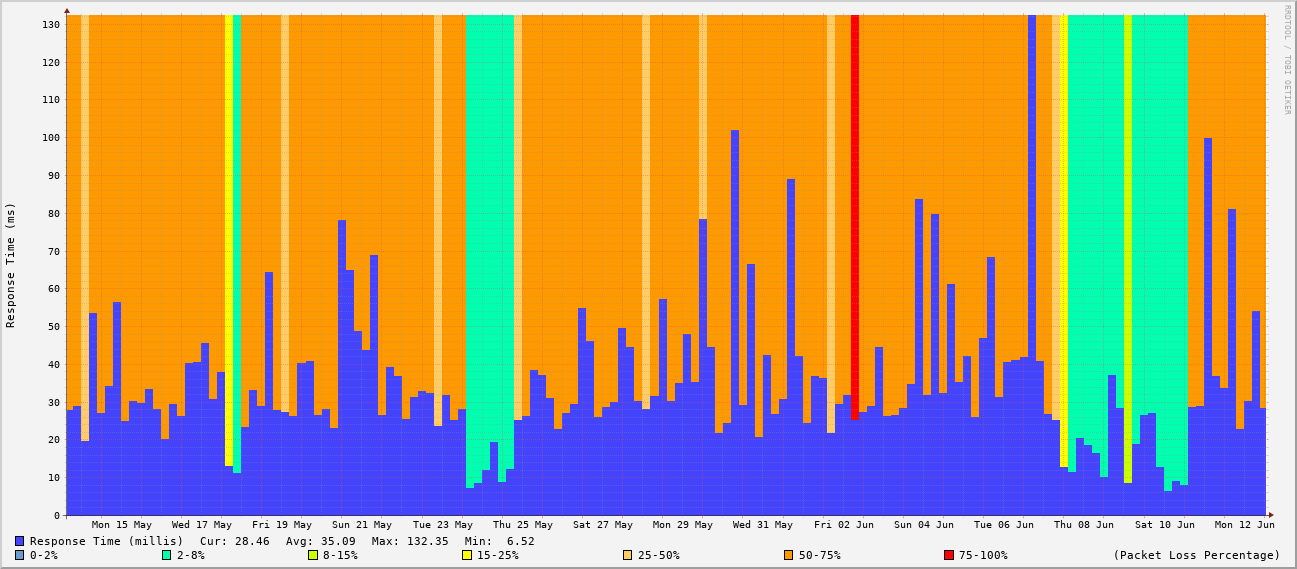 RRDTOOL / TOBI OETIKER
Response Time (ms)
130
120
110
100
90
80
70
60
50
40
30
20
10
0
Mon 15 May Wed 17 May Fri 19 May Sun 21 May Tue 23 May Thu 25 May Sat 27 May Mon 29 May Wed 31 May Fri 02 Jun Sun 04 Jun Tue 06 Jun Thu 08 Jun Sat 10 Jun Mon 12 Jun
Response Time (millis) Cur: 28.46 Avg: 35.09 Max: 132.35 Min: 6.52
0-2% 2-8% 8-15% 15-25% 25-50% 50-75% 75-100% (Packet Loss Percentage)